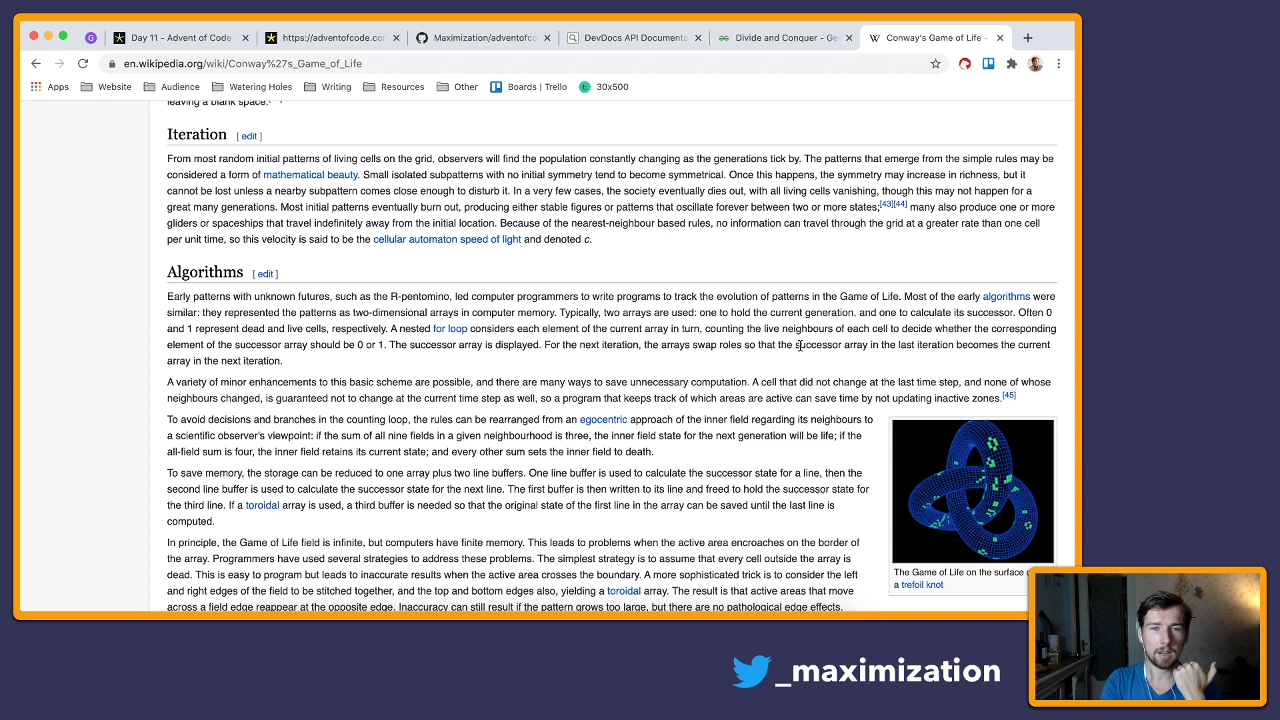 Day 11 - Advent of Code
https://adventofcode.con
Maximization/adventofc
DevDocs API Documenta
Divide and Conquer - Ge
Conway's Game of Life -
en.wikipedia.org/wiki/Conway%27s_Game_of_Life
Apps Website Audience Watering Holes Writing Resources Other Boards | Trello 30x500
leaving a blank space.
Iteration [ edit ]
From most random initial patterns of living cells on the grid, observers will find the population constantly changing as the generations tick by. The patterns that emerge from the simple rules may be
considered a form of mathematical beauty. Small isolated subpatterns with no initial symmetry tend to become symmetrical. Once this happens, the symmetry may increase in richness, but it
cannot be lost unless a nearby subpattern comes close enough to disturb it. In a very few cases, the society eventually dies out, with all living cells vanishing, though this may not happen for a
great many generations. Most initial patterns eventually burn out, producing either stable figures or patterns that oscillate forever between two or more states;[43][44] many also produce one or more
gliders or spaceships that travel indefinitely away from the initial location. Because of the nearest-neighbour based rules, no information can travel through the grid at a greater rate than one cell
per unit time, so this velocity is said to be the cellular automaton speed of light and denoted c.
Algorithms [ edit ]
Early patterns with unknown futures, such as the R-pentomino, led computer programmers to write programs to track the evolution of patterns in the Game of Life. Most of the early algorithms were
similar: they represented the patterns as two-dimensional arrays in computer memory. Typically, two arrays are used: one to hold the current generation, and one to calculate its successor. Often 0
and 1 represent dead and live cells, respectively. A nested for loop considers each element of the current array in turn, counting the live neighbours of each cell to decide whether the corresponding
element of the successor array should be 0 or 1. The successor array is displayed. For the next iteration, the arrays swap roles so that the successor array in the last iteration becomes the current
array in the next iteration.
A variety of minor enhancements to this basic scheme are possible, and there are many ways to save unnecessary computation. A cell that did not change at the last time step, and none of whose
neighbours changed, is guaranteed not to change at the current time step as well, so a program that keeps track of which areas are active can save time by not updating inactive zones.[45]
To avoid decisions and branches in the counting loop, the rules can be rearranged from an egocentric approach of the inner field regarding its neighbours to
a scientific observer's viewpoint: if the sum of all nine fields in a given neighbourhood is three, the inner field state for the next generation will be life; if the
all-field sum is four, the inner field retains its current state; and every other sum sets the inner field to death.
To save memory, the storage can be reduced to one array plus two line buffers. One line buffer is used to calculate the successor state for a line, then the
second line buffer is used to calculate the successor state for the next line. The first buffer is then written to its line and freed to hold the successor state for
the third line. If a toroidal array is used, a third buffer is needed so that the original state of the first line in the array can be saved until the last line is
computed.
In principle, the Game of Life field is infinite, but computers have finite memory. This leads to problems when the active area encroaches on the border of
the array. Programmers have used several strategies to address these problems. The simplest strategy is to assume that every cell outside the array is
dead. This is easy to program but leads to inaccurate results when the active area crosses the boundary. A more sophisticated trick is to consider the left
and right edges of the field to be stitched together, and the top and bottom edges also, yielding a toroidal array. The result is that active areas that move
across a field edge reappear at the opposite edge. Inaccuracy can still result if the pattern grows too large, but there are no pathological edge effects.
The Game of Life on the surface
a trefoil knot
_maximization